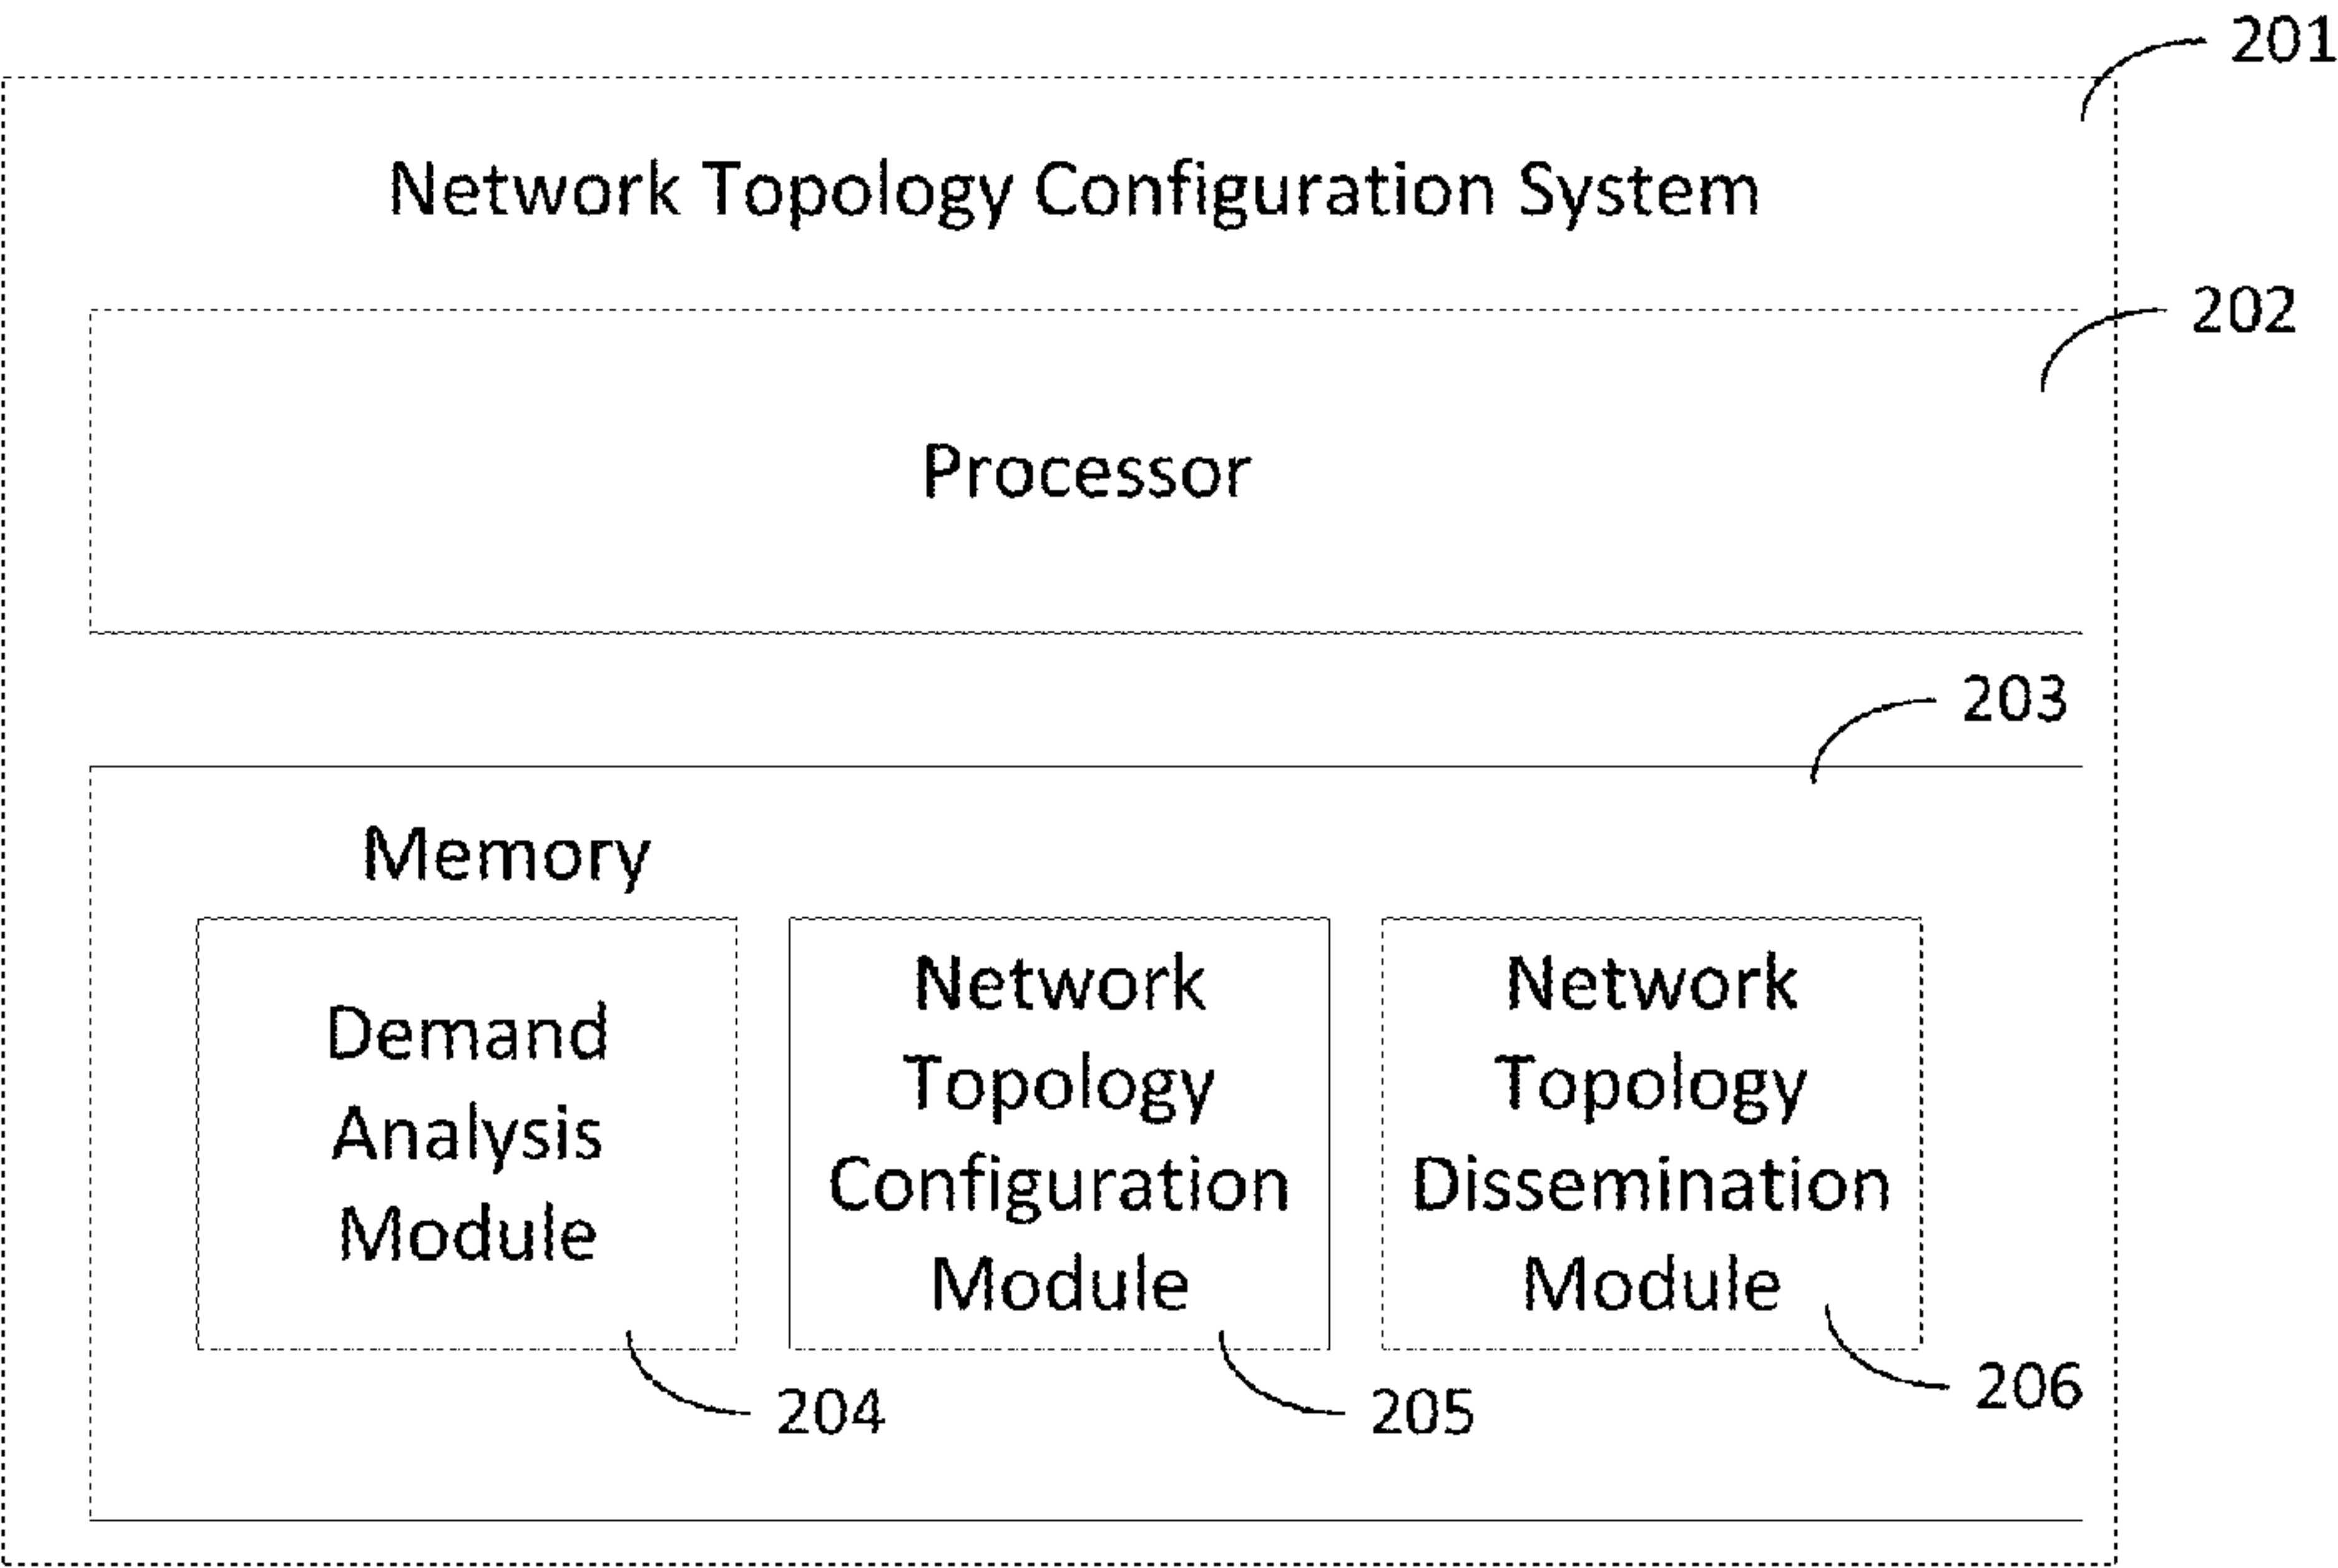 201
Network Topology Configuration System
202
Processor
203
Memory
Demand
Analysis
Module
204
Network
Topology
Configuration
Module
205
Network
Topology
Dissemination
Module
206